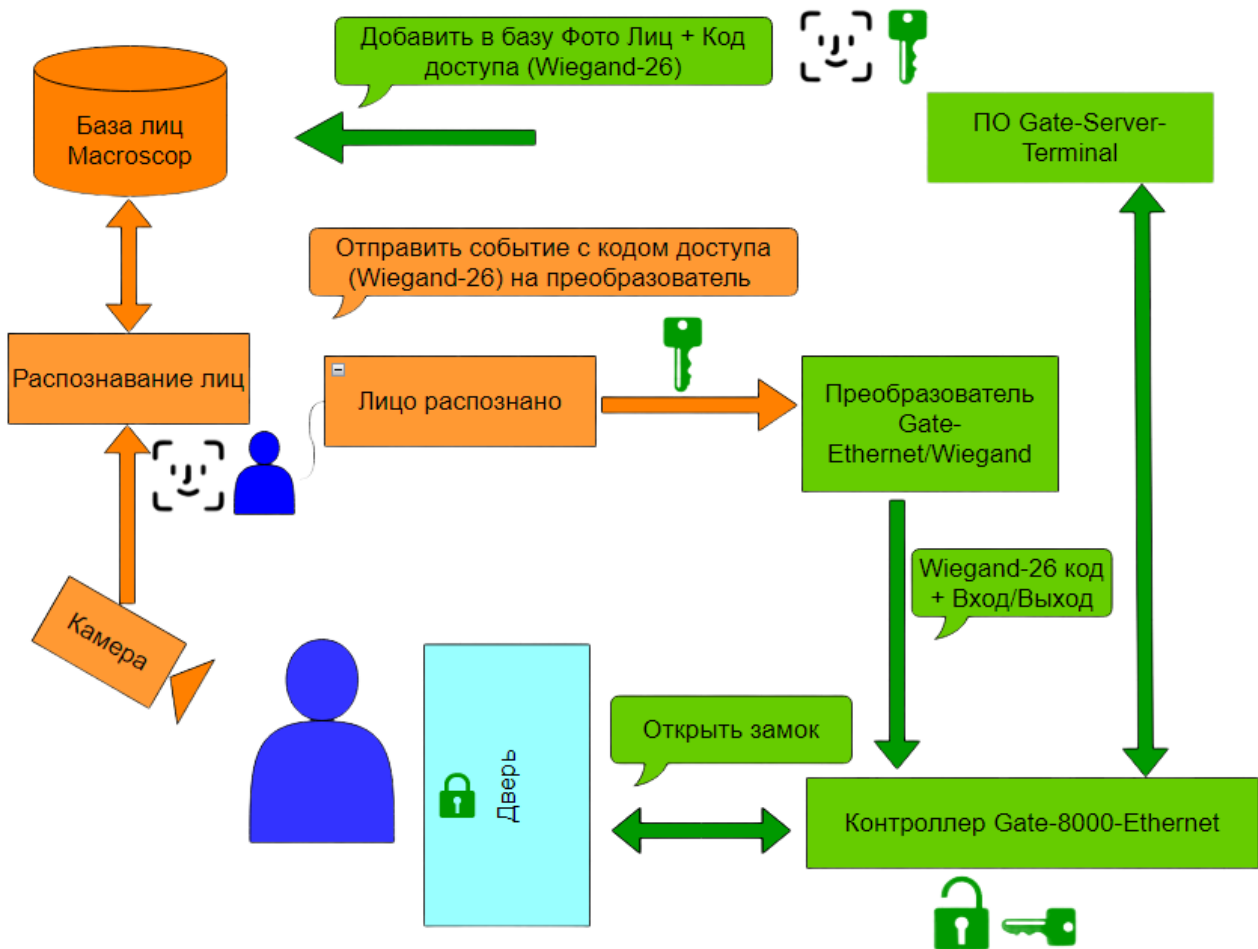 Добавить в базу Фото Лиц + Код
доступа (Wiegand-26)
База лиц
Macroscop
ПО Gate-Server-
Terminal
Отправить событие с кодом доступа
(Wiegand-26) на преобразователь
Распознавание лиц
Лицо распознано
Преобразователь
Gate-
Ethernet/Wiegand
Wiegand-26 код
+ Вход/Выход
Камера
Открыть замок
Дверь
Контроллер Gate-8000-Ethernet